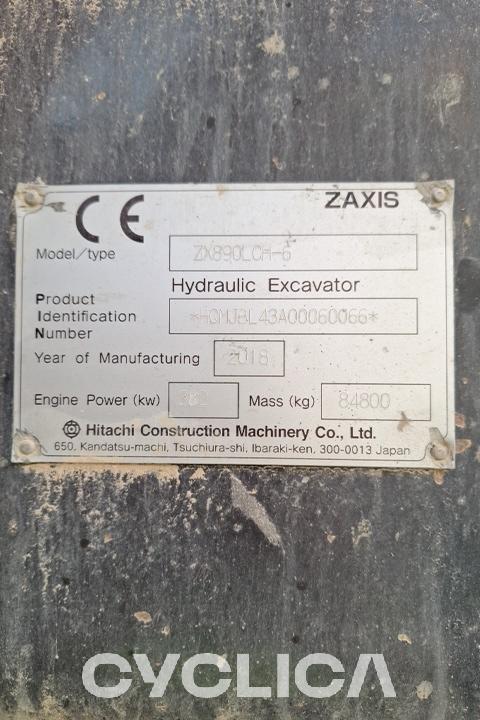 CE
ZAXIS
Model/type ZX890LCH-6
Hydraulic Excavator
Product
Identification *HCMJBL43A00060066*
Number
Year of Manufacturing 2018
Engine Power (kw) 382 Mass (kg) 84800
Hitachi Construction Machinery Co., Ltd.
650, Kandatsu-machi, Tsuchiura-shi, Ibaraki-ken, 300-0013 Japan
CYCLICA